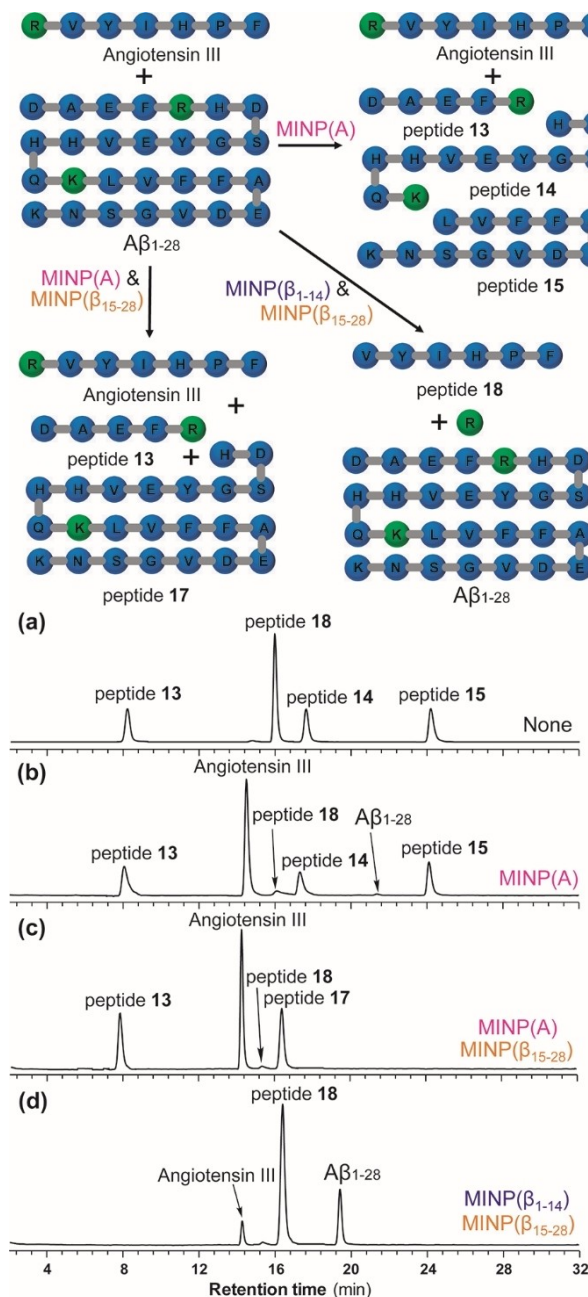 R V Y I H P F
Angiotensin III
+
D A E F R H D
H H V E Y G S
Q K L V F F A
K N S G V D E
Aβ1-28
MINP(A)
R V Y I H P
Angiotensin III
+
D A E F R
peptide 13
H
H H V E Y G
Q K
peptide 14
L V F F
K N S G V D
peptide 15
MINP(A) &
MINP(β15-28)
MINP(β1-14) &
MINP(β15-28)
R V Y I H P F
Angiotensin III
+
D A E F R
peptide 13
+
H D
H H V E Y G S
Q K L V F F A
K N S G V D E
peptide 17
V Y I H P F
peptide 18
+ R
D A E F R H D
H H V E Y G S
Q K L V F F A
K N S G V D E
Aβ1-28
(a)
peptide 18
peptide 13
peptide 14
peptide 15
None
(b)
Angiotensin III
peptide 13
peptide 18
peptide 14
Aβ1-28
peptide 15
MINP(A)
(c)
Angiotensin III
peptide 13
peptide 18
peptide 17
MINP(A)
MINP(β15-28)
(d)
peptide 18
Angiotensin III
Aβ1-28
MINP(β1-14)
MINP(β15-28)
4 8 12 16 20 24 28 32
Retention time (min)